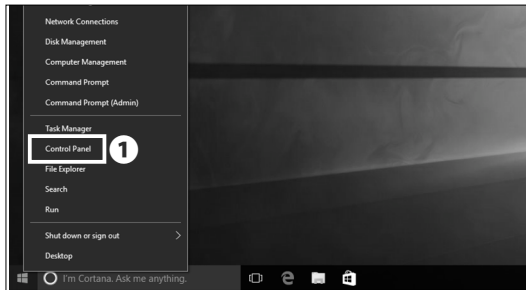 Network Connections
Disk Management
Computer Management
Command Prompt
Command Prompt (Admin)
Task Manager
Control Panel
1
File Explorer
Search
Run
Shut down or sign out
Desktop
I'm Cortana. Ask me anything.